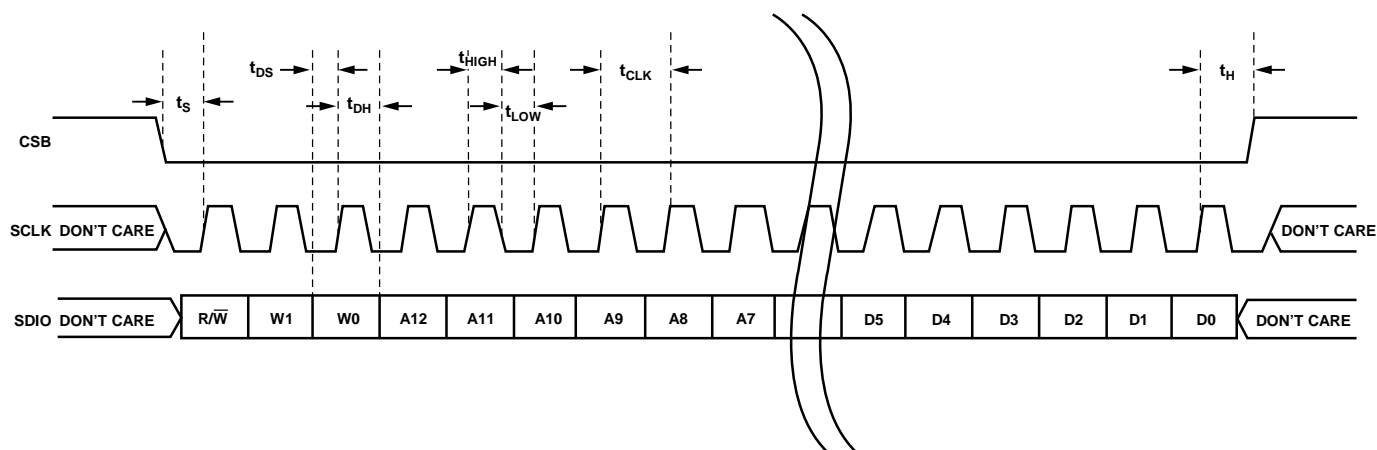 tDS
tHIGH
tCLK
tH
tS
tDH
tLOW
CSB
SCLK DON'T CARE
DON'T CARE
SDIO DON'T CARE
R/W̅
W1
W0
A12
A11
A10
A9
A8
A7
D5
D4
D3
D2
D1
D0
DON'T CARE